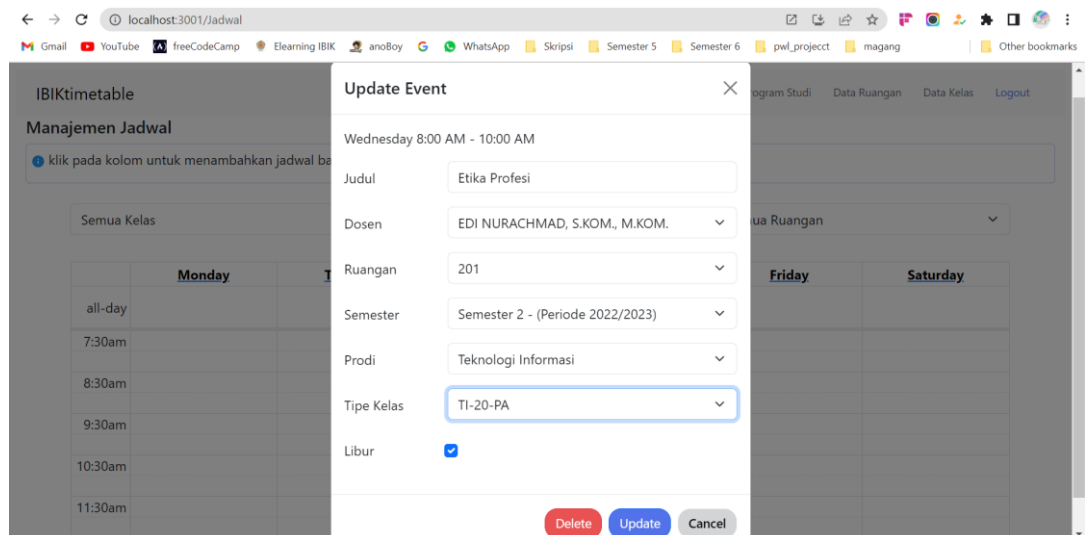 localhost:3001/Jadwal
Gmail YouTube freeCodeCamp Elearning IBIK anoBoy WhatsApp Skripsi Semester 5 Semester 6 pwl_projecct magang Other bookmarks
IBIKtimetable
ogram Studi Data Ruangan Data Kelas Logout
Manajemen Jadwal
klik pada kolom untuk menambahkan jadwal ba
Semua Kelas
ua Ruangan
Monday T Friday Saturday
all-day
7:30am
8:30am
9:30am
10:30am
11:30am
Update Event
Wednesday 8:00 AM - 10:00 AM
Judul Etika Profesi
Dosen EDI NURACHMAD, S.KOM., M.KOM.
Ruangan 201
Semester Semester 2 - (Periode 2022/2023)
Prodi Teknologi Informasi
Tipe Kelas TI-20-PA
Libur
Delete Update Cancel